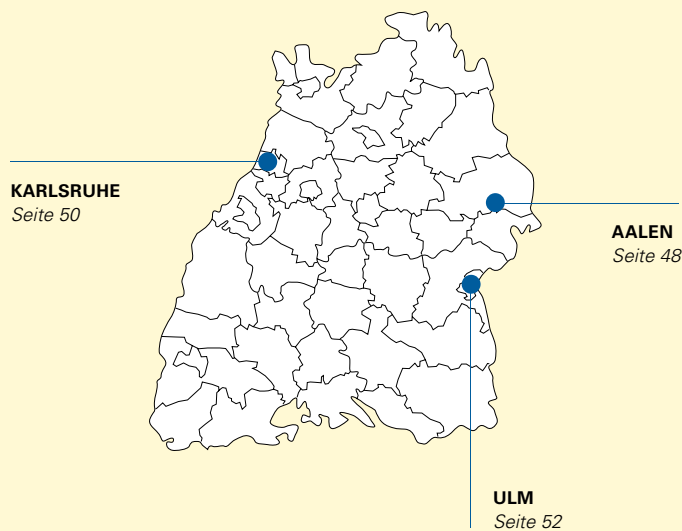 KARLSRUHE
Seite 50
AALEN
Seite 48
ULM
Seite 52